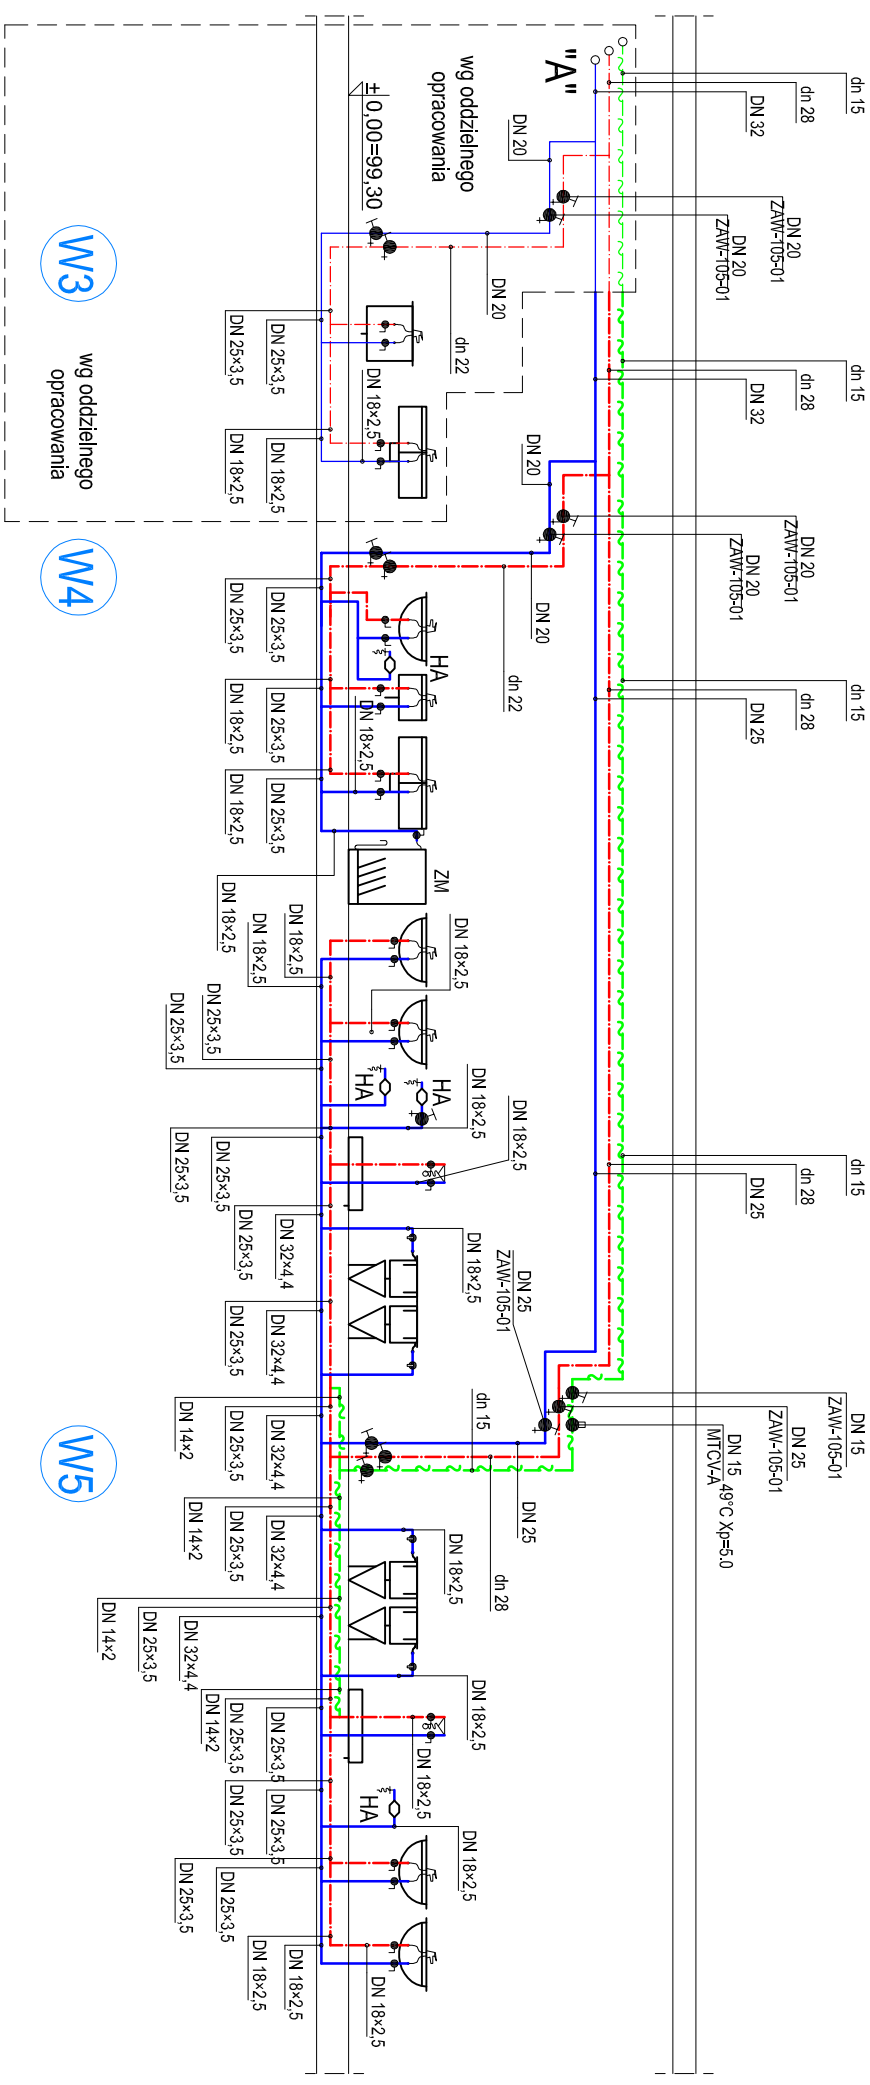 dn 15
dn 28
DN 32
"A"
wg oddzielnego
opracowania
±0,00=99,30
DN 20
DN 20
ZAW-105-01
DN 20
ZAW-105-01
DN 20
dn 22
W3
DN 25×3,5
DN 25×3,5
DN 18×2,5
DN 18×2,5
DN 18×2,5
wg oddzielnego
opracowania
dn 15
dn 28
DN 32
DN 20
DN 20
ZAW-105-01
DN 20
ZAW-105-01
DN 20
dn 22
W4
DN 25×3,5
DN 25×3,5
HA
DN 25×3,5
DN 18×2,5
DN 18×2,5
DN 25×3,5
DN 18×2,5
ZM
DN 18×2,5
dn 15
dn 28
DN 25
DN 18×2,5
DN 18×2,5
DN 18×2,5
DN 25×3,5
DN 25×3,5
HA
HA
DN 18×2,5
DN 18×2,5
DN 25×3,5
DN 25×3,5
dn 15
dn 28
DN 25
DN 32×4,4
DN 25×3,5
DN 18×2,5
DN 32×4,4
DN 25×3,5
DN 25
ZAW-105-01
dn 15
DN 15
ZAW-105-01
DN 25
ZAW-105-01
DN 15
MTCV-A
49°C Xp=5.0
DN 25
dn 28
W5
DN 32×4,4
DN 25×3,5
DN 14×2
DN 32×4,4
DN 25×3,5
DN 14×2
DN 18×2,5
DN 32×4,4
DN 25×3,5
DN 14×2
DN 18×2,5
DN 18×2,5
DN 25×3,5
DN 25×3,5
DN 14×2
HA
DN 25×3,5
DN 25×3,5
DN 18×2,5
DN 25×3,5
DN 25×3,5
DN 18×2,5
DN 18×2,5
DN 18×2,5